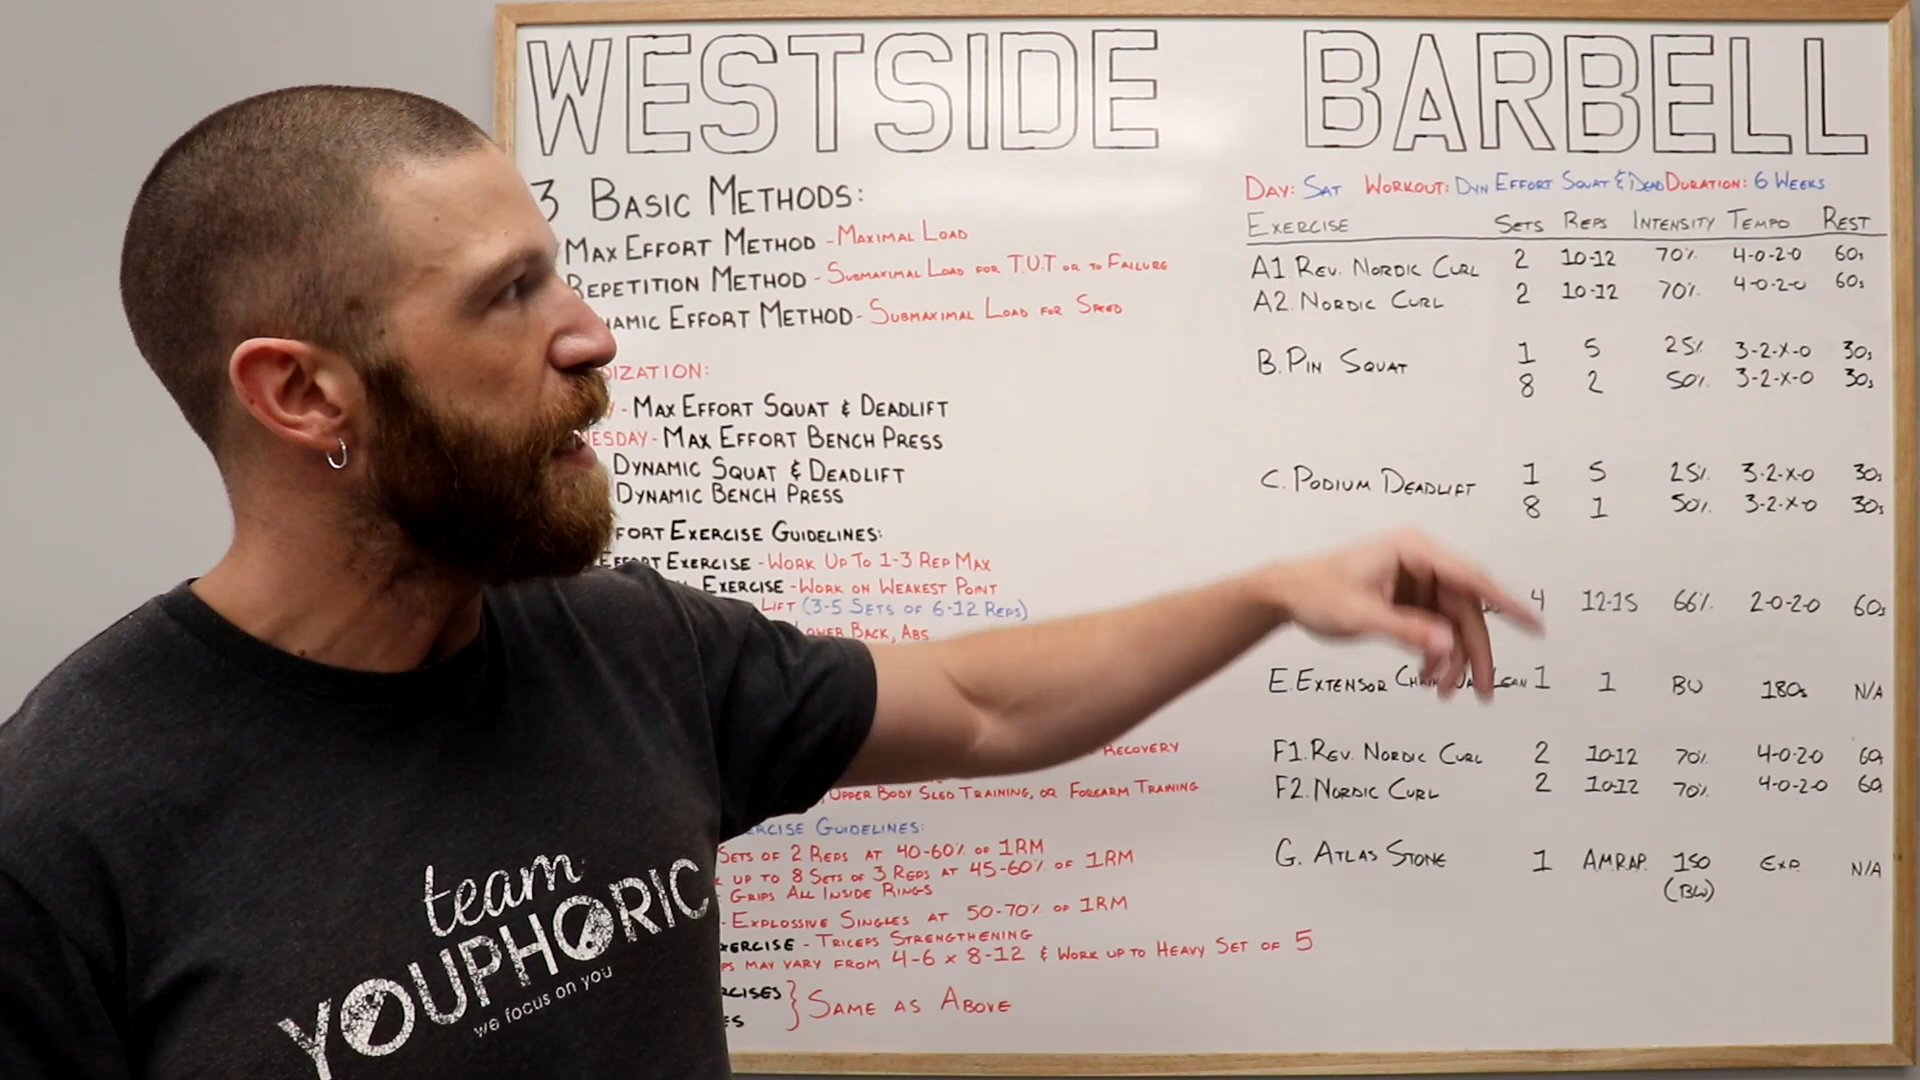 WESTSIDE BARBELL
3 BASIC METHODS:
MAX EFFORT METHOD - MAXIMAL LOAD
REPETITION METHOD - SUBMAXIMAL LOAD FOR T.U.T OR TO FAILURE
NAMIC EFFORT METHOD - SUBMAXIMAL LOAD FOR SPEED
DIZATION:
- MAX EFFORT SQUAT & DEADLIFT
NESDAY - MAX EFFORT BENCH PRESS
DYNAMIC SQUAT & DEADLIFT
DYNAMIC BENCH PRESS
FORT EXERCISE GUIDELINES:
EFFORT EXERCISE - WORK UP TO 1-3 REP MAX
EXERCISE - WORK ON WEAKEST POINT
LIFT (3-5 SETS OF 6-12 REPS)
LOWER BACK, ABS
RECOVERY
UPPER BODY SLED TRAINING, OR FOREARM TRAINING
ERCISE GUIDELINES:
SETS OF 2 REPS AT 40-60% OF 1RM
UP TO 8 SETS OF 3 REPS AT 45-60% OF 1RM
GRIPS ALL INSIDE RINGS
- EXPLOSSIVE SINGLES AT 50-70% OF 1RM
XERCISE - TRICEPS STRENGTHENING
PS MAY VARY FROM 4-6 x 8-12 & WORK UP TO HEAVY SET OF 5
RCISES
ES
} SAME AS ABOVE
DAY: SAT WORKOUT: DYN EFFORT SQUAT & DEAD DURATION: 6 WEEKS
EXERCISE SETS REPS INTENSITY TEMPO REST
A1 REV. NORDIC CURL 2 10-12 70% 4-0-2-0 60s
A2. NORDIC CURL 2 10-12 70% 4-0-2-0 60s
B. PIN SQUAT 1 5 25% 3-2-X-0 30s
8 2 50% 3-2-X-0 30s
C. PODIUM DEADLIFT 1 5 25% 3-2-X-0 30s
8 1 50% 3-2-X-0 30s
4 12-15 66% 2-0-2-0 60s
E. EXTENSOR CHAIN LEAN 1 1 BW 180s N/A
F1. REV. NORDIC CURL 2 10-12 70% 4-0-2-0 60s
F2. NORDIC CURL 2 10-12 70% 4-0-2-0 60s
G. ATLAS STONE 1 AMRAP. 150 EXP. N/A
(BW)
team
YOUPHORIC
we focus on you